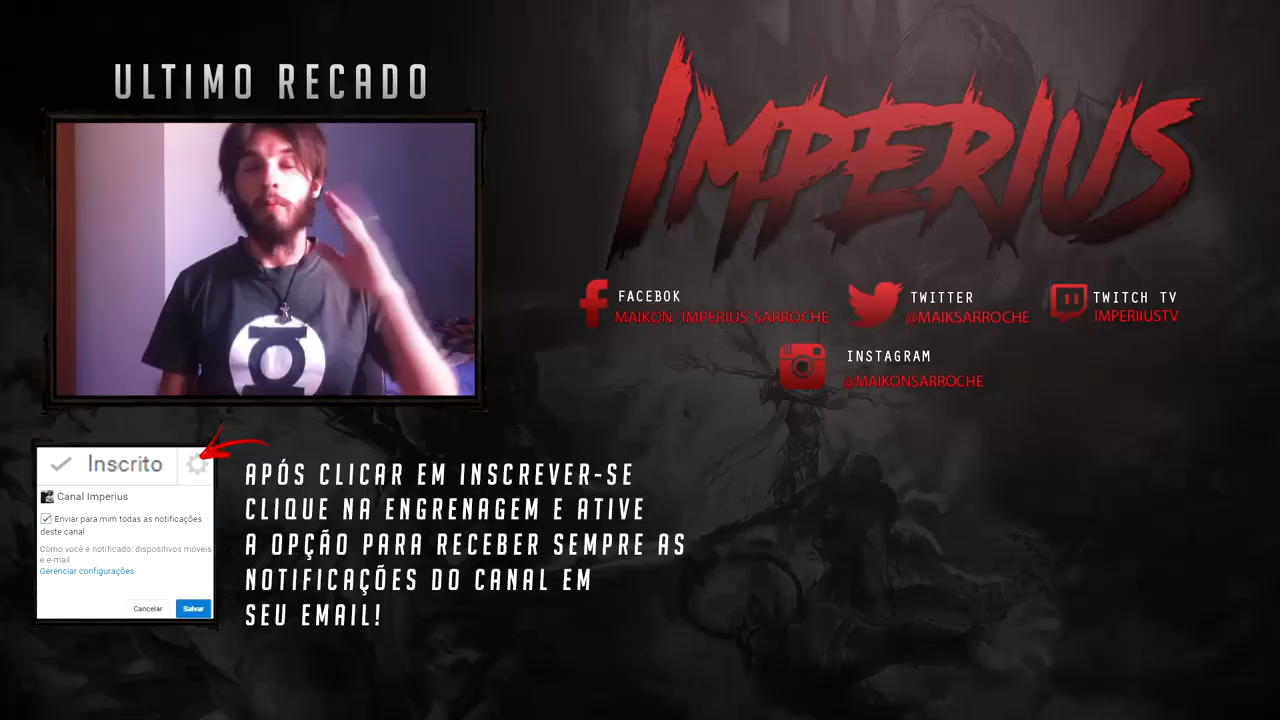 ULTIMO RECADO
IMPERIUS
FACEBOK
MAIKON "IMPERIUS" SARROCHE
TWITTER
@MAIKSARROCHE
TWITCH TV
IMPERIIUSTV
INSTAGRAM
@MAIKONSARROCHE
Inscrito
Canal Imperius
Enviar para mim todas as notificações
deste canal
Como você é notificado: dispositivos móveis
e e-mail
Gerenciar configurações
Cancelar
Salvar
APÓS CLICAR EM INSCREVER-SE
CLIQUE NA ENGRENAGEM E ATIVE
A OPÇÃO PARA RECEBER SEMPRE AS
NOTIFICAÇÕES DO CANAL EM
SEU EMAIL!